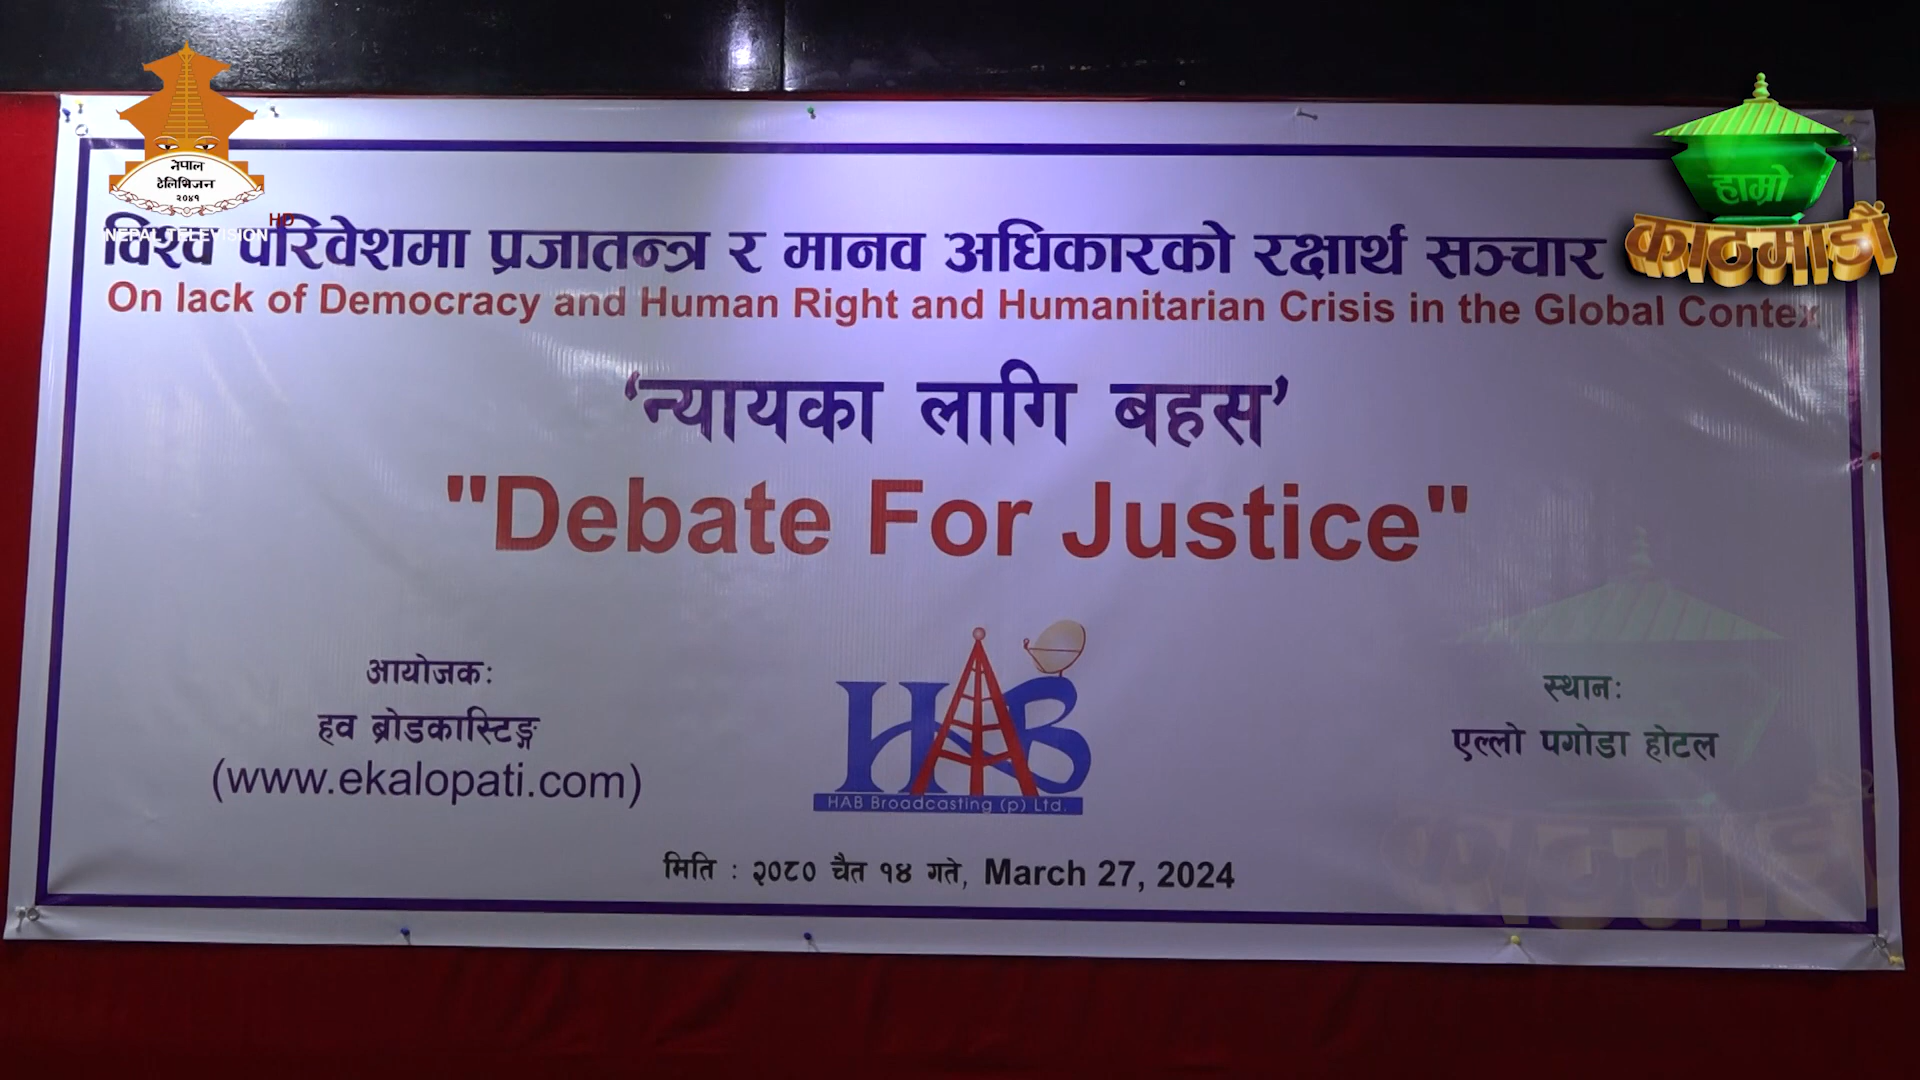 नेपाल
टेलिभिजन
२०४१
HD
NEPAL TELEVISION
हाम्रो
काठमाडौं
विश्व परिवेशमा प्रजातन्त्र र मानव अधिकारको रक्षार्थ सञ्चार
On lack of Democracy and Human Right and Humanitarian Crisis in the Global Contex
‘न्यायका लागि बहस’
"Debate For Justice"
आयोजक:
हव ब्रोडकास्टिङ्ग
(www.ekalopati.com)
HAB
HAB Broadcasting (p) Ltd.
स्थान:
एल्लो पगोडा होटल
मिति : २०८० चैत १४ गते, March 27, 2024